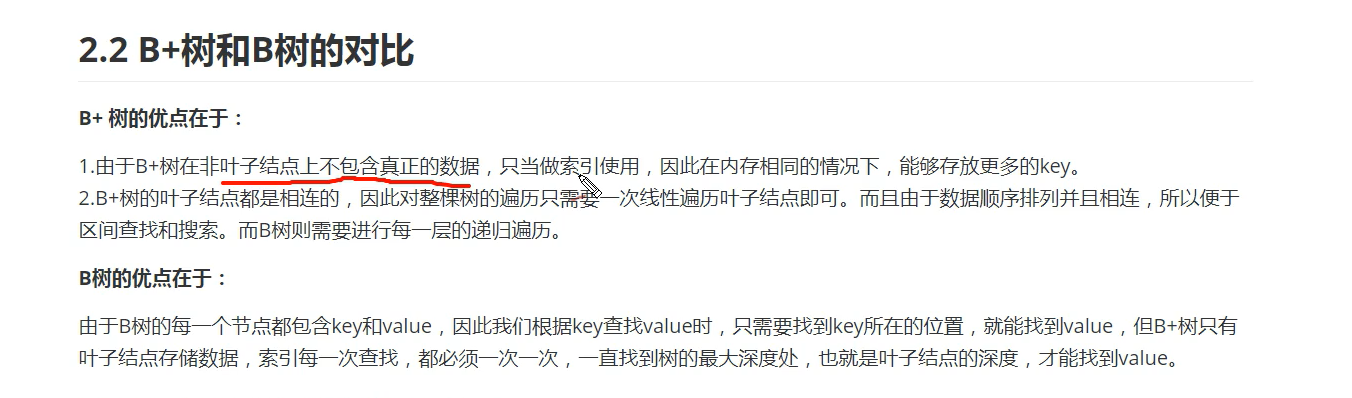 2.2 B+树和B树的对比
B+ 树的优点在于：
1.由于B+树在非叶子结点上不包含真正的数据，只当做索引使用，因此在内存相同的情况下，能够存放更多的key。
2.B+树的叶子结点都是相连的，因此对整棵树的遍历只需要一次线性遍历叶子结点即可。而且由于数据顺序排列并且相连，所以便于
区间查找和搜索。而B树则需要进行每一层的递归遍历。
B树的优点在于：
由于B树的每一个节点都包含key和value，因此我们根据key查找value时，只需要找到key所在的位置，就能找到value，但B+树只有
叶子结点存储数据，索引每一次查找，都必须一次一次，一直找到树的最大深度处，也就是叶子结点的深度，才能找到value。